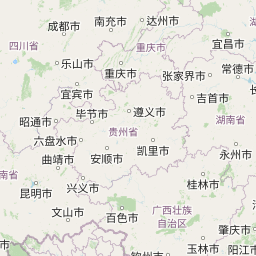 成都市
南充市
达州市
四川省
重庆市
宜昌市
乐山市
重庆市
张家界市
常德市
宜宾市
吉首市
遵义市
毕节市
昭通市
湖南省
贵州省
六盘水市
凯里市
永州市
曲靖市
安顺市
南省
兴义市
桂林市
昆明市
文山市
百色市
广西壮族
自治区
肇庆市
玉林市
钦州市
阳江市